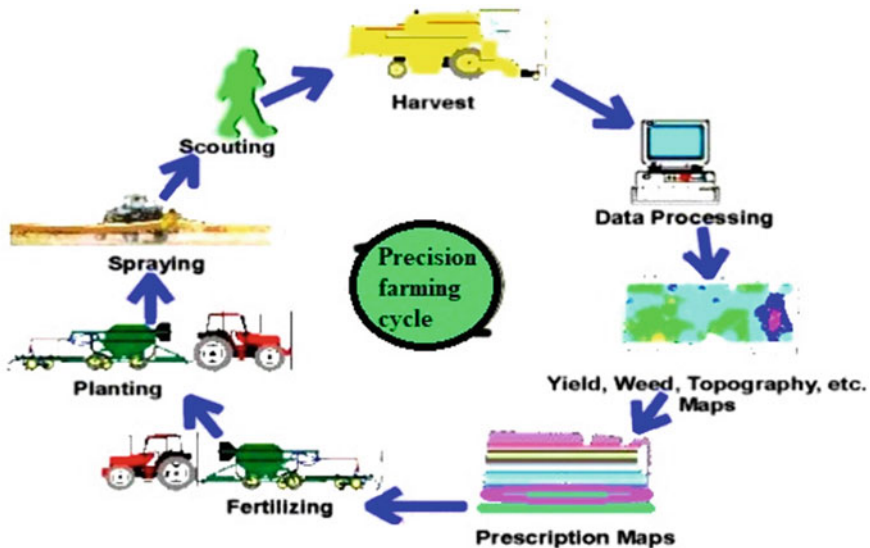 Harvest
Scouting
Data Processing
Spraying
Precision
farming
cycle
Planting
Yield, Weed, Topography, etc.
Maps
Fertilizing
Prescription Maps